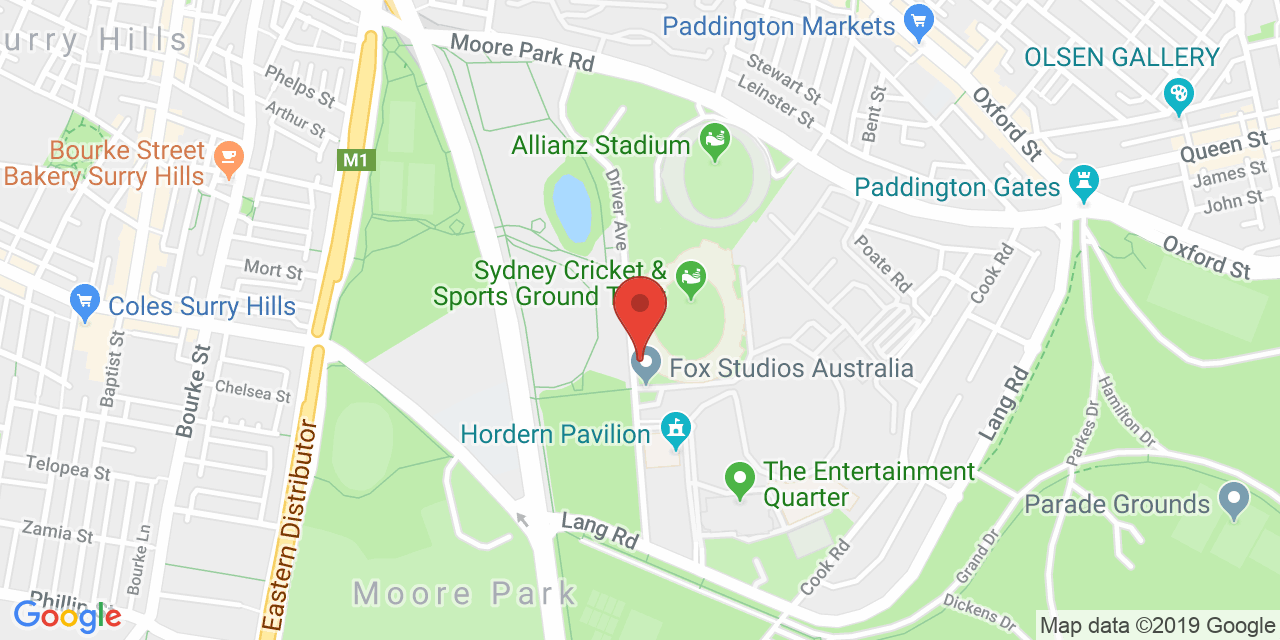 Paddington Markets
urry Hills
Moore Park Rd
OLSEN GALLERY
Phelps St
Stewart St
Leinster St
Oxford St
Arthur St
Bent St
Bourke Street
Bakery Surry Hills
M1
Allianz Stadium
Queen St
James St
John St
Paddington Gates
Driver Ave
Poate Rd
Cook Rd
Oxford St
Mort St
Sydney Cricket &
Sports Ground
Coles Surry Hills
Baptist St
Bourke St
Fox Studios Australia
Chelsea St
Lang Rd
Parkes Dr
Hamilton Dr
Hordern Pavilion
Telopea St
The Entertainment
Quarter
Eastern Distributor
Parade Grounds
Zamia St
Bourke Ln
Lang Rd
Cook Rd
Grand Dr
Moore Park
Phillip
Dickens Dr
Google
Map data ©2019 Google